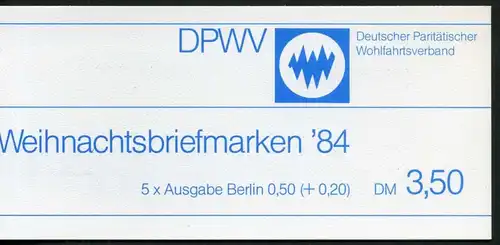 DPWV
Deutscher Paritätischer
Wohlfahrtsverband
Weihnachtsbriefmarken '84
5 x Ausgabe Berlin 0,50 (+ 0,20) DM 3,50